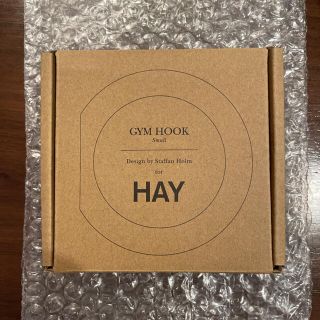 GYM HOOK
Small
Design by Staffan Holm
for
HAY